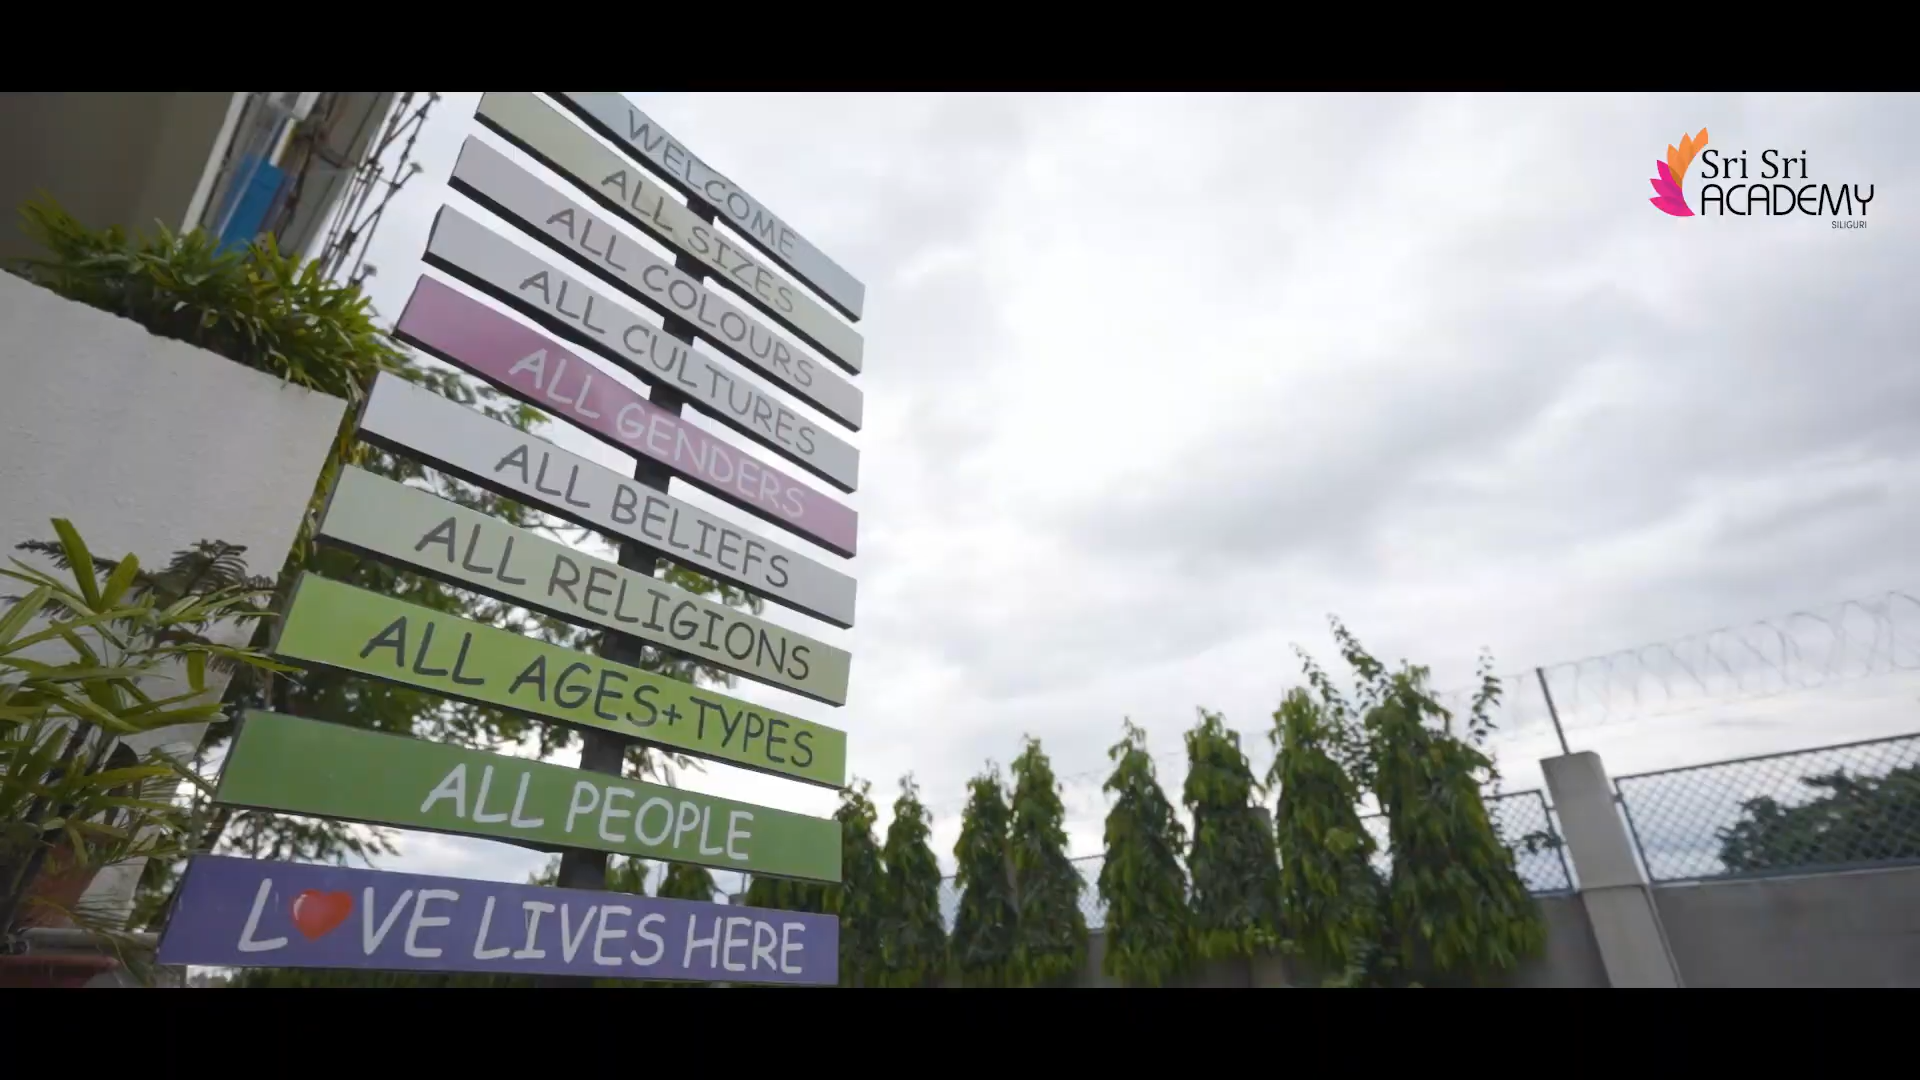 WELCOME
ALL SIZES
ALL COLOURS
ALL CULTURES
ALL GENDERS
ALL BELIEFS
ALL RELIGIONS
ALL AGES+TYPES
ALL PEOPLE
L❤VE LIVES HERE
Sri Sri
ACADEMY
SILIGURI